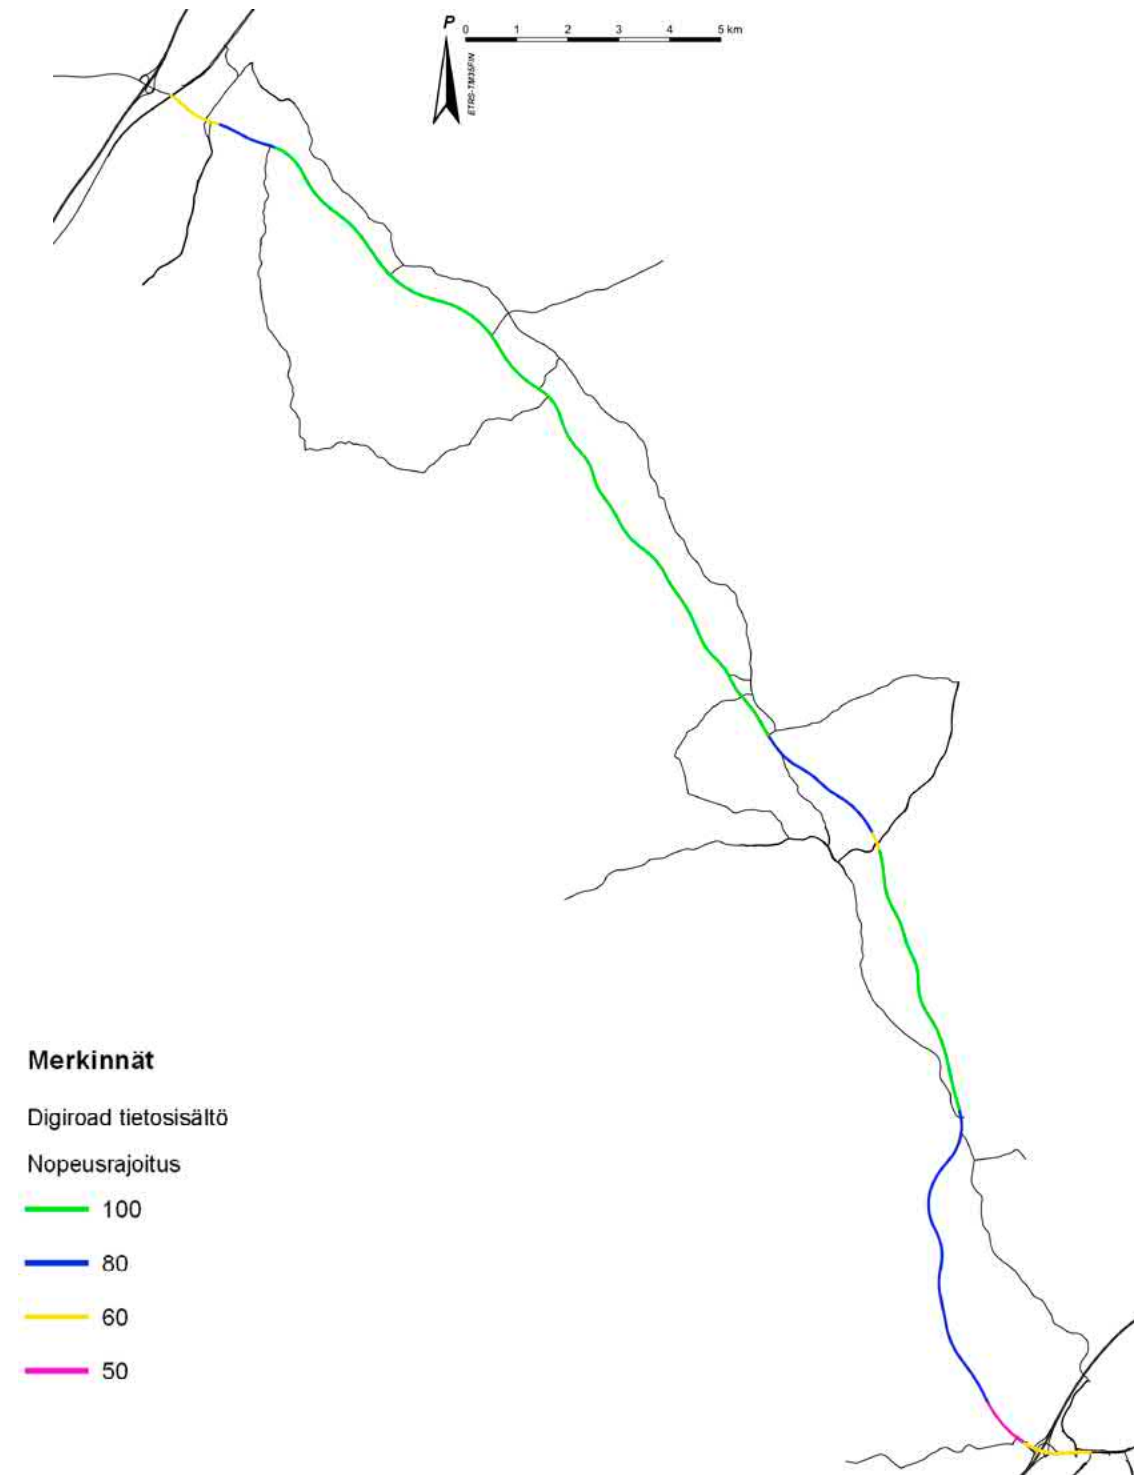 P
0 1 2 3 4 5 km
ETRS-TM35FIN
Merkinnät
Digiroad tietosisältö
Nopeusrajoitus
100
80
60
50